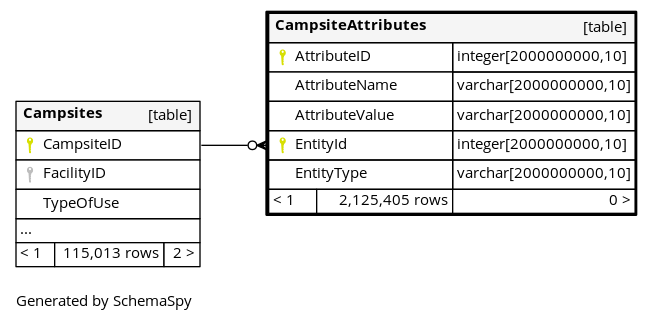 CampsiteAttributes [table]
AttributeID integer[2000000000,10]
AttributeName varchar[2000000000,10]
AttributeValue varchar[2000000000,10]
EntityId integer[2000000000,10]
EntityType varchar[2000000000,10]
< 1 2,125,405 rows 0 >
Campsites [table]
CampsiteID
FacilityID
TypeOfUse
...
< 1 115,013 rows 2 >
Generated by SchemaSpy